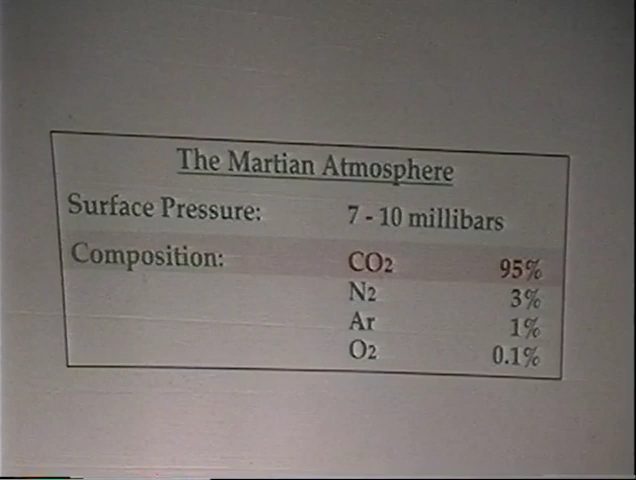 The Martian Atmosphere
Surface Pressure: 7 - 10 millibars
Composition: CO2 95%
N2 3%
Ar 1%
O2 0.1%